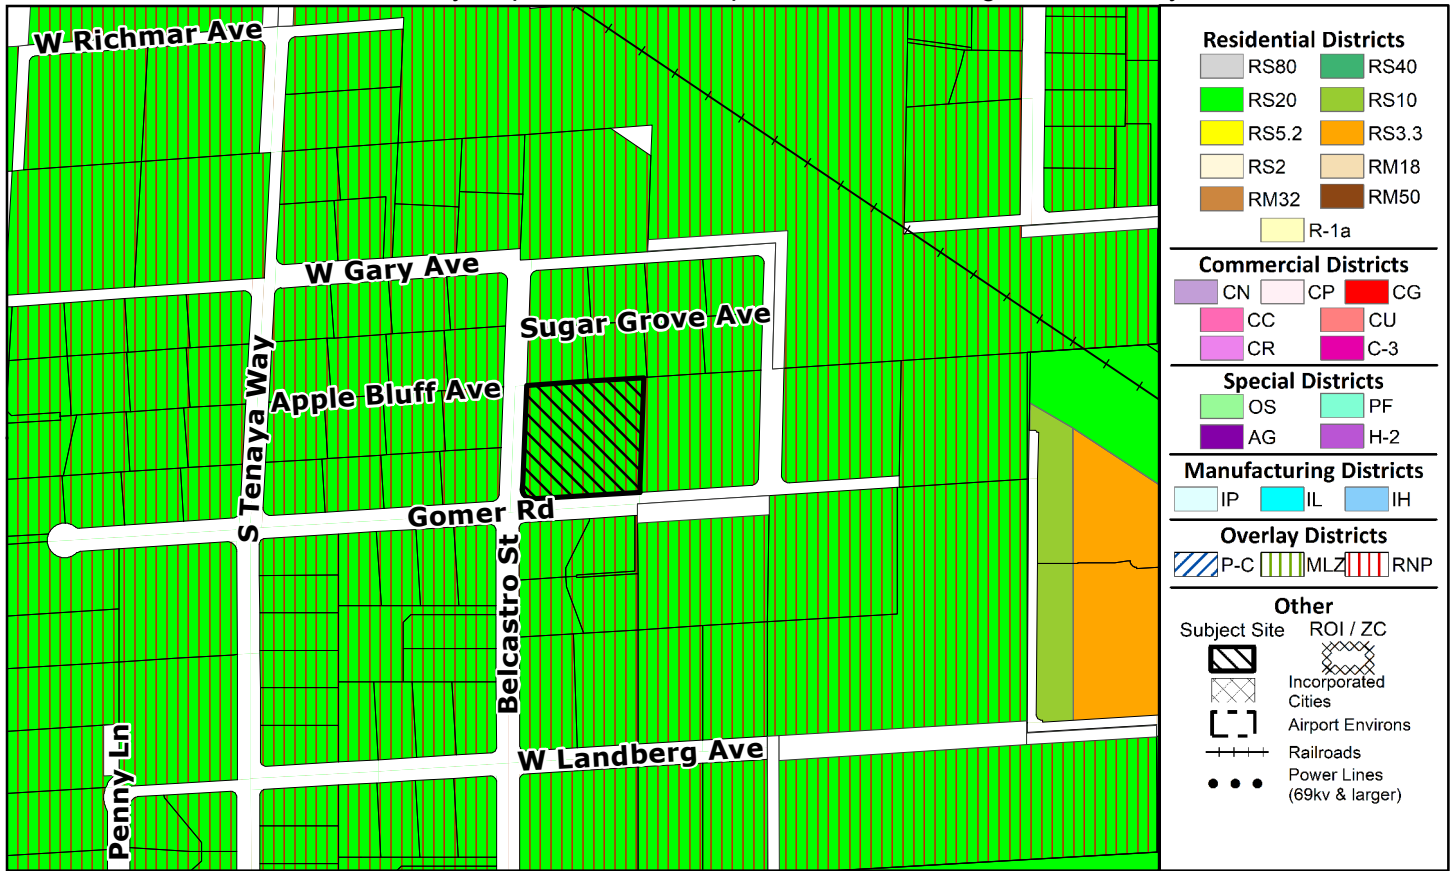 W Richmar Ave
W Gary Ave
Sugar Grove Ave
Apple Bluff Ave
S Tenaya Way
Gomer Rd
Belcastro St
W Landberg Ave
Penny Ln
Residential Districts
RS80
RS40
RS20
RS10
RS5.2
RS3.3
RS2
RM18
RM32
RM50
R-1a
Commercial Districts
CN
CP
CG
CC
CU
CR
C-3
Special Districts
OS
PF
AG
H-2
Manufacturing Districts
IP
IL
IH
Overlay Districts
P-C
MLZ
RNP
Other
Subject Site
ROI / ZC
Incorporated
Cities
Airport Environs
Railroads
Power Lines
(69kv & larger)